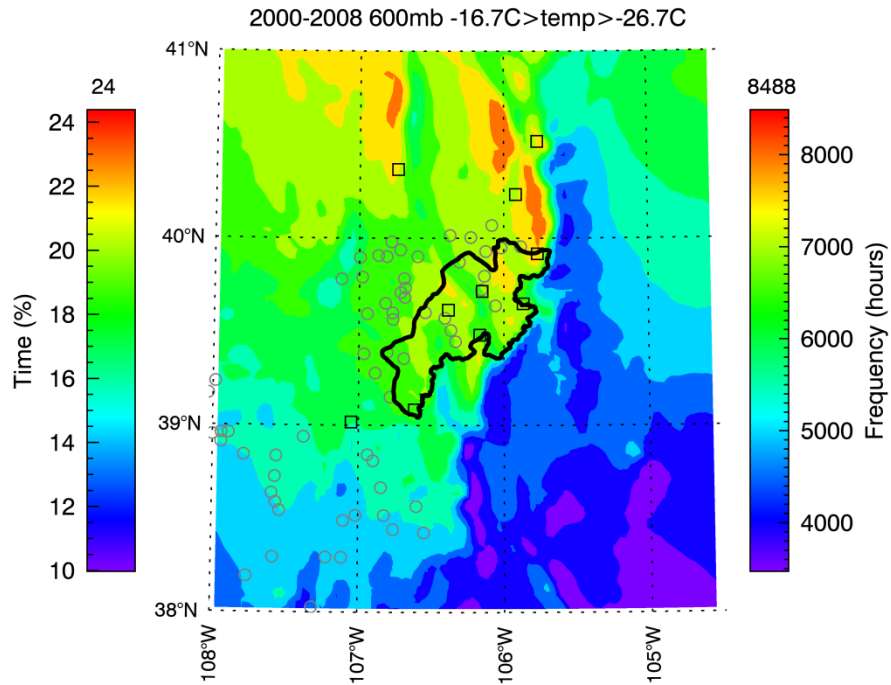 2000-2008 600mb -16.7C>temp>-26.7C
24
24
22
20
18
16
14
12
10
Time (%)
41°N
40°N
39°N
38°N
108°W
107°W
106°W
105°W
8488
8000
7000
6000
5000
4000
Frequency (hours)